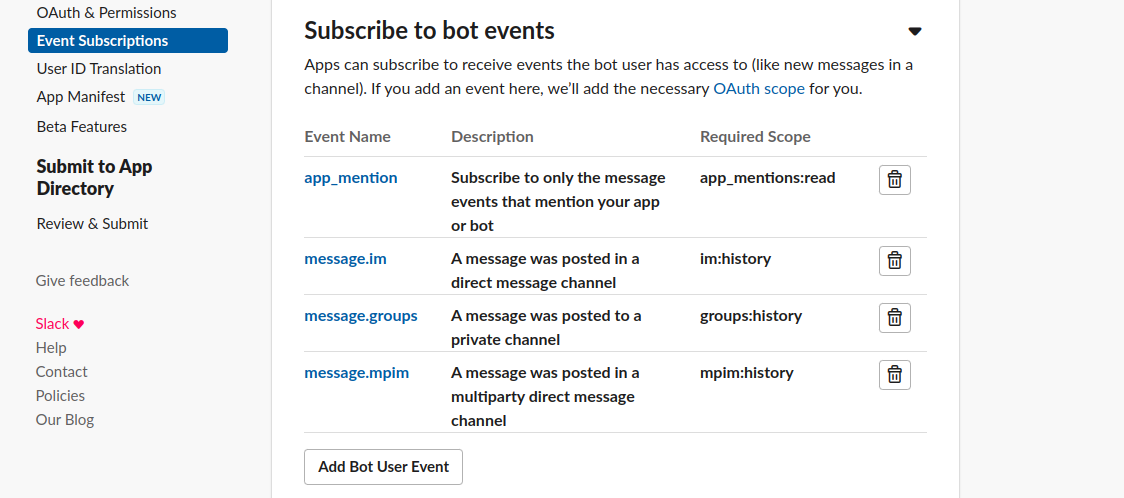 OAuth & Permissions
Event Subscriptions
User ID Translation
App Manifest NEW
Beta Features
Submit to App
Directory
Review & Submit
Give feedback
Slack
Help
Contact
Policies
Our Blog
Subscribe to bot events
Apps can subscribe to receive events the bot user has access to (like new messages in a
channel). If you add an event here, we’ll add the necessary OAuth scope for you.
Event Name Description Required Scope
app_mention Subscribe to only the message app_mentions:read
events that mention your app
or bot
message.im A message was posted in a im:history
direct message channel
message.groups A message was posted to a groups:history
private channel
message.mpim A message was posted in a mpim:history
multiparty direct message
channel
Add Bot User Event